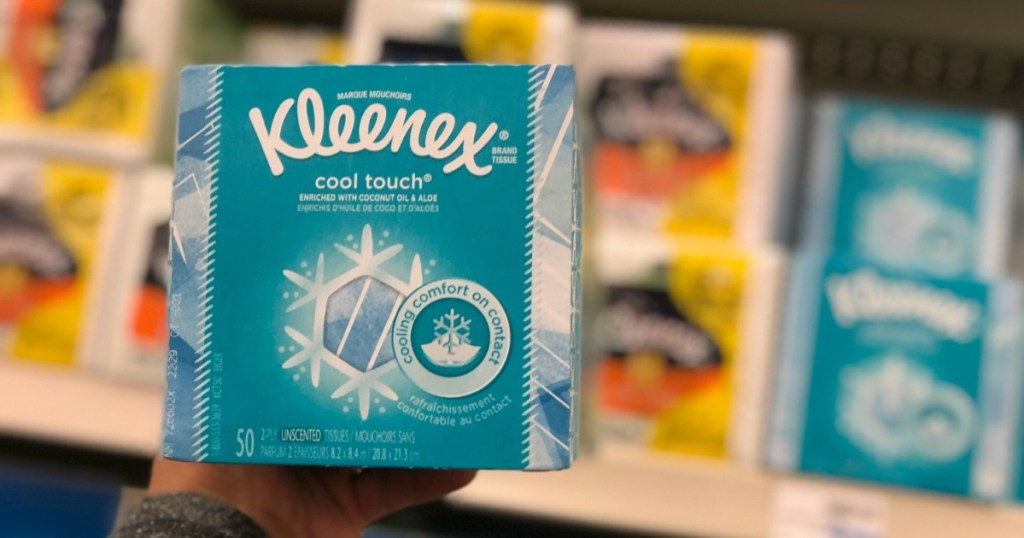 MARQUE MOUCHOIRS
Kleenex®
BRAND
TISSUE
cool touch®
ENRICHED WITH COCONUT OIL & ALOE
ENRICHIS D'HUILE DE COCO ET D'ALOÈS
cooling comfort on contact
rafraîchissement
confortable au contact
50 2-PLY UNSCENTED TISSUES / MOUCHOIRS SANS
PARFUM 2 ÉPAISSEURS 8.2 x 8.4 in 20.8 x 21.3 cm
Kleenex
Kleenex